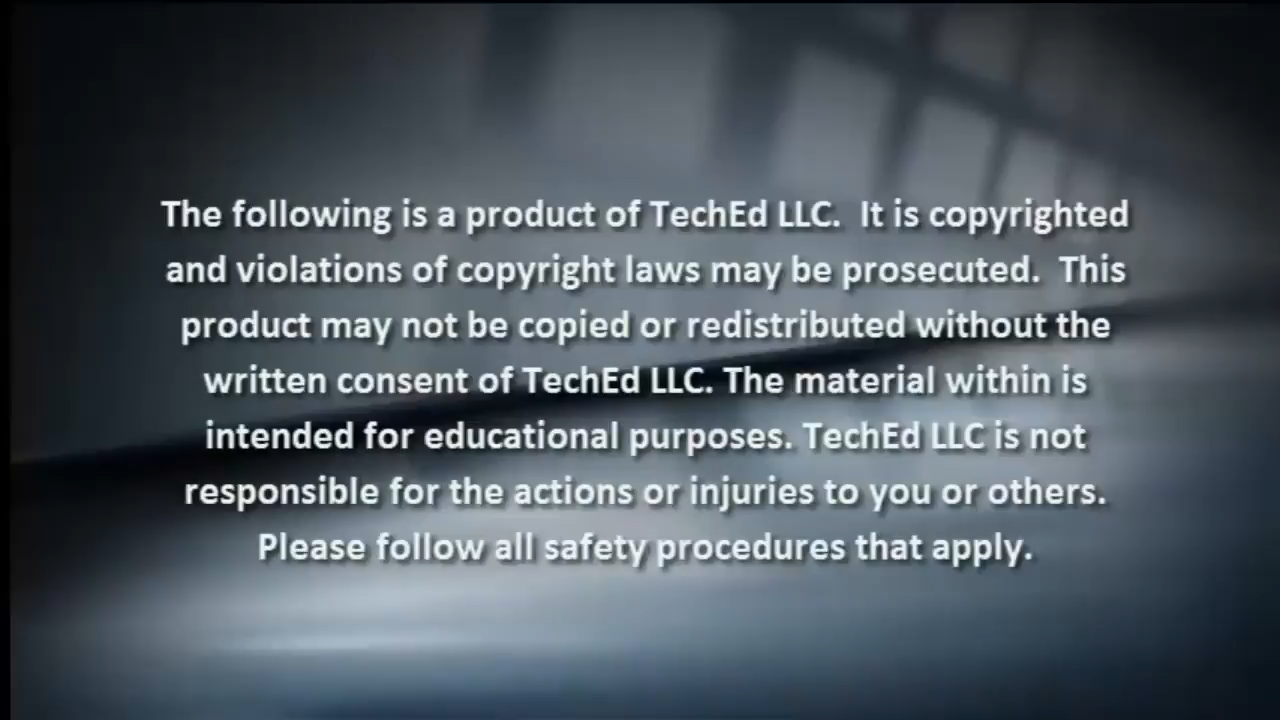 The following is a product of TechEd LLC.  It is copyrighted
and violations of copyright laws may be prosecuted.  This
product may not be copied or redistributed without the
written consent of TechEd LLC. The material within is
intended for educational purposes. TechEd LLC is not
responsible for the actions or injuries to you or others.
Please follow all safety procedures that apply.